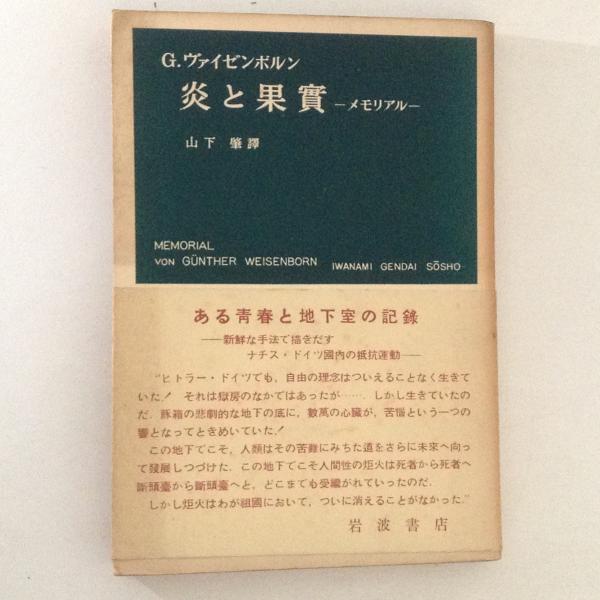 G.ヴァイゼンボルン
炎と果實 ―メモリアル―
山下 肇譯
MEMORIAL
VON GÜNTHER WEISENBORN IWANAMI GENDAI SŌSHO
ある青春と地下室の記錄
――新鮮な手法で描きだす
ナチス・ドイツ國內の抵抗運動――
“ヒトラー・ドイツでも，自由の理念はついえることなく生きて
いた！ それは獄房のなかではあったが……．しかし生きていたの
だ．豚箱の悲劇的な地下の底に，數萬の心臟が，苦惱という一つの
響となってときめいていた！
この地下でこそ，人類はその苦難にみちた道をさらに未來へ向っ
て發展しつづけた．この地下でこそ人間性の炬火は死者から死者へ
斷頭臺から斷頭臺へと，どこまでも受繼がれていったのだ．
しかし炬火はわが祖國において，ついに消えることがなかった”
岩波書店